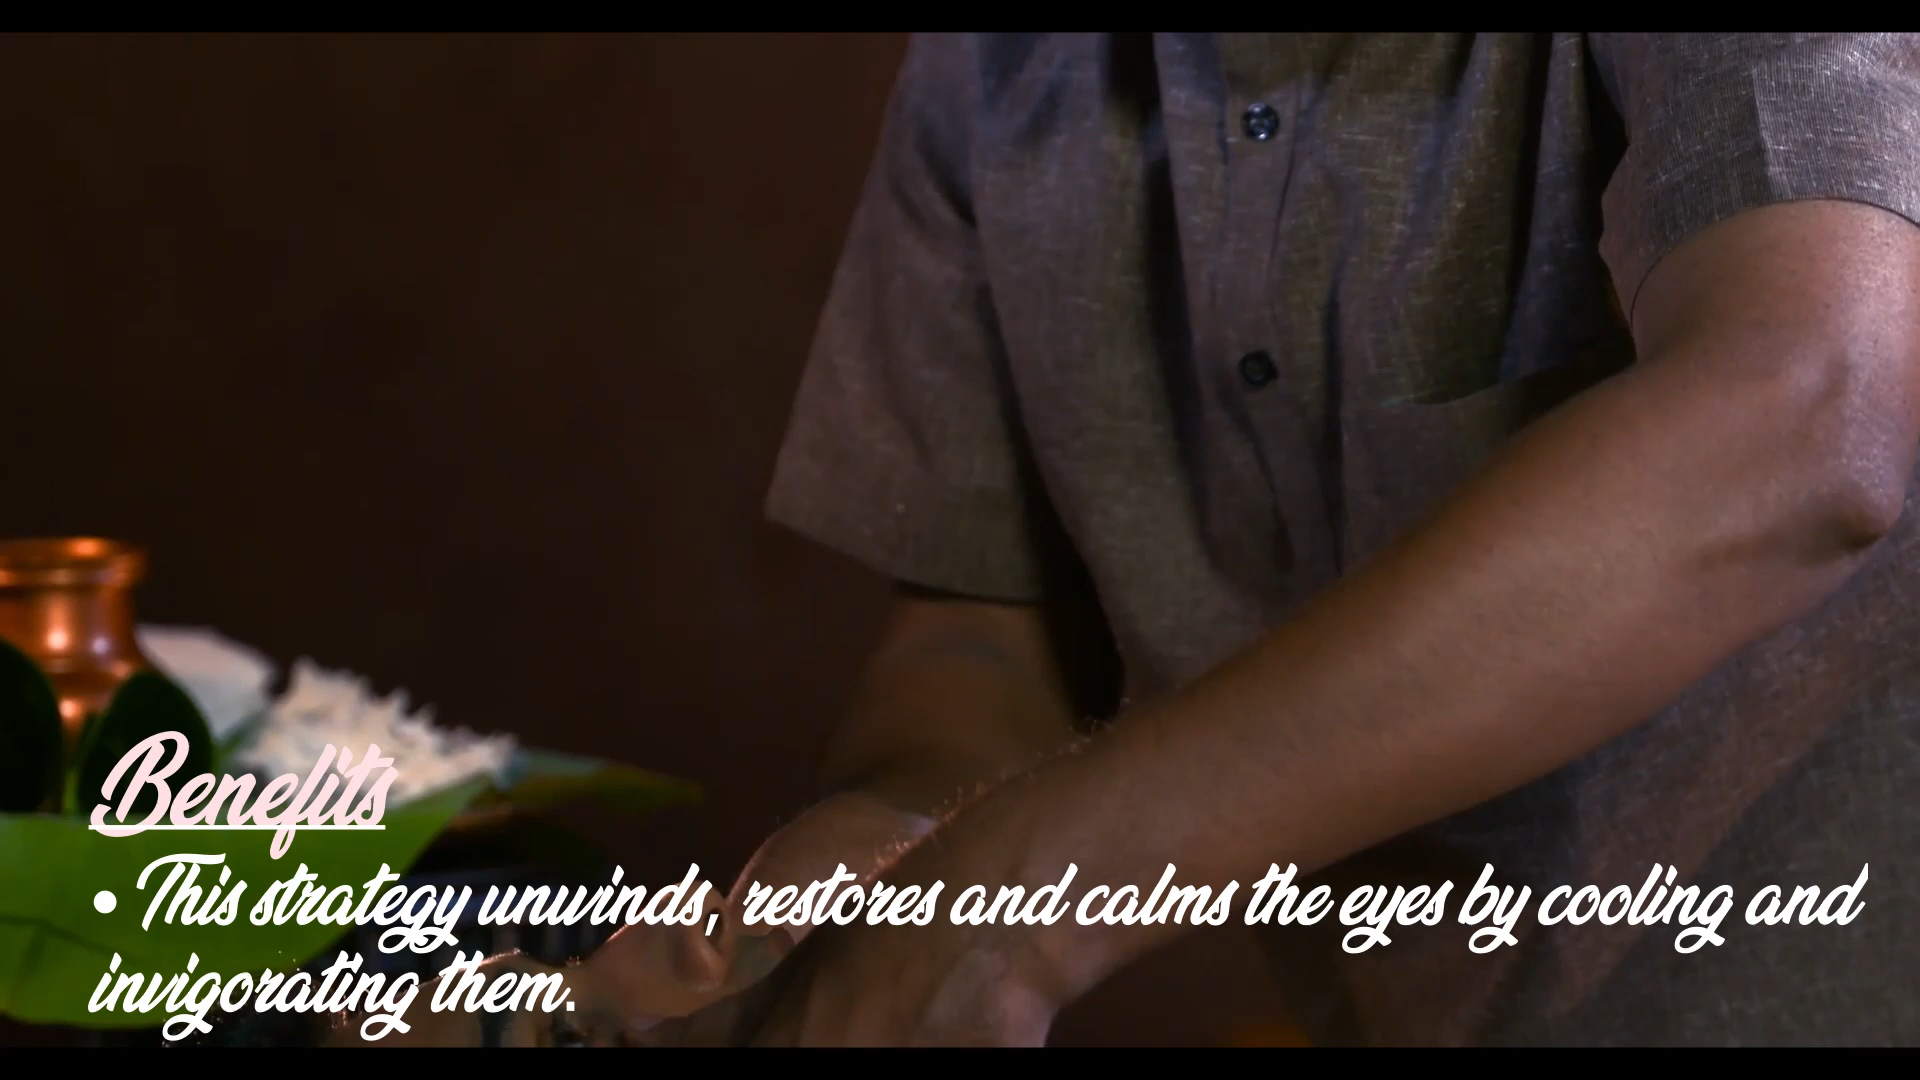 Benefits
• This strategy unwinds, restores and calms the eyes by cooling and
invigorating them.